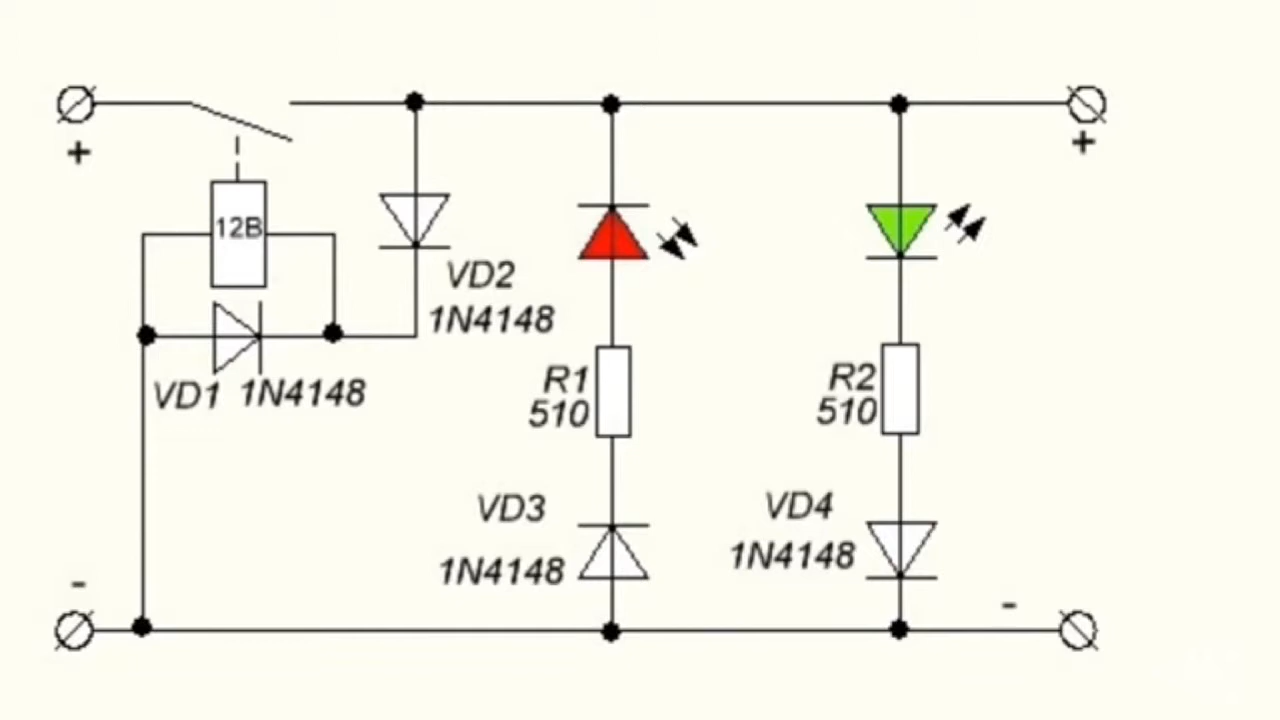 +
+
12В
VD2
1N4148
VD1 1N4148
R1
510
R2
510
VD3
1N4148
VD4
1N4148
-
-